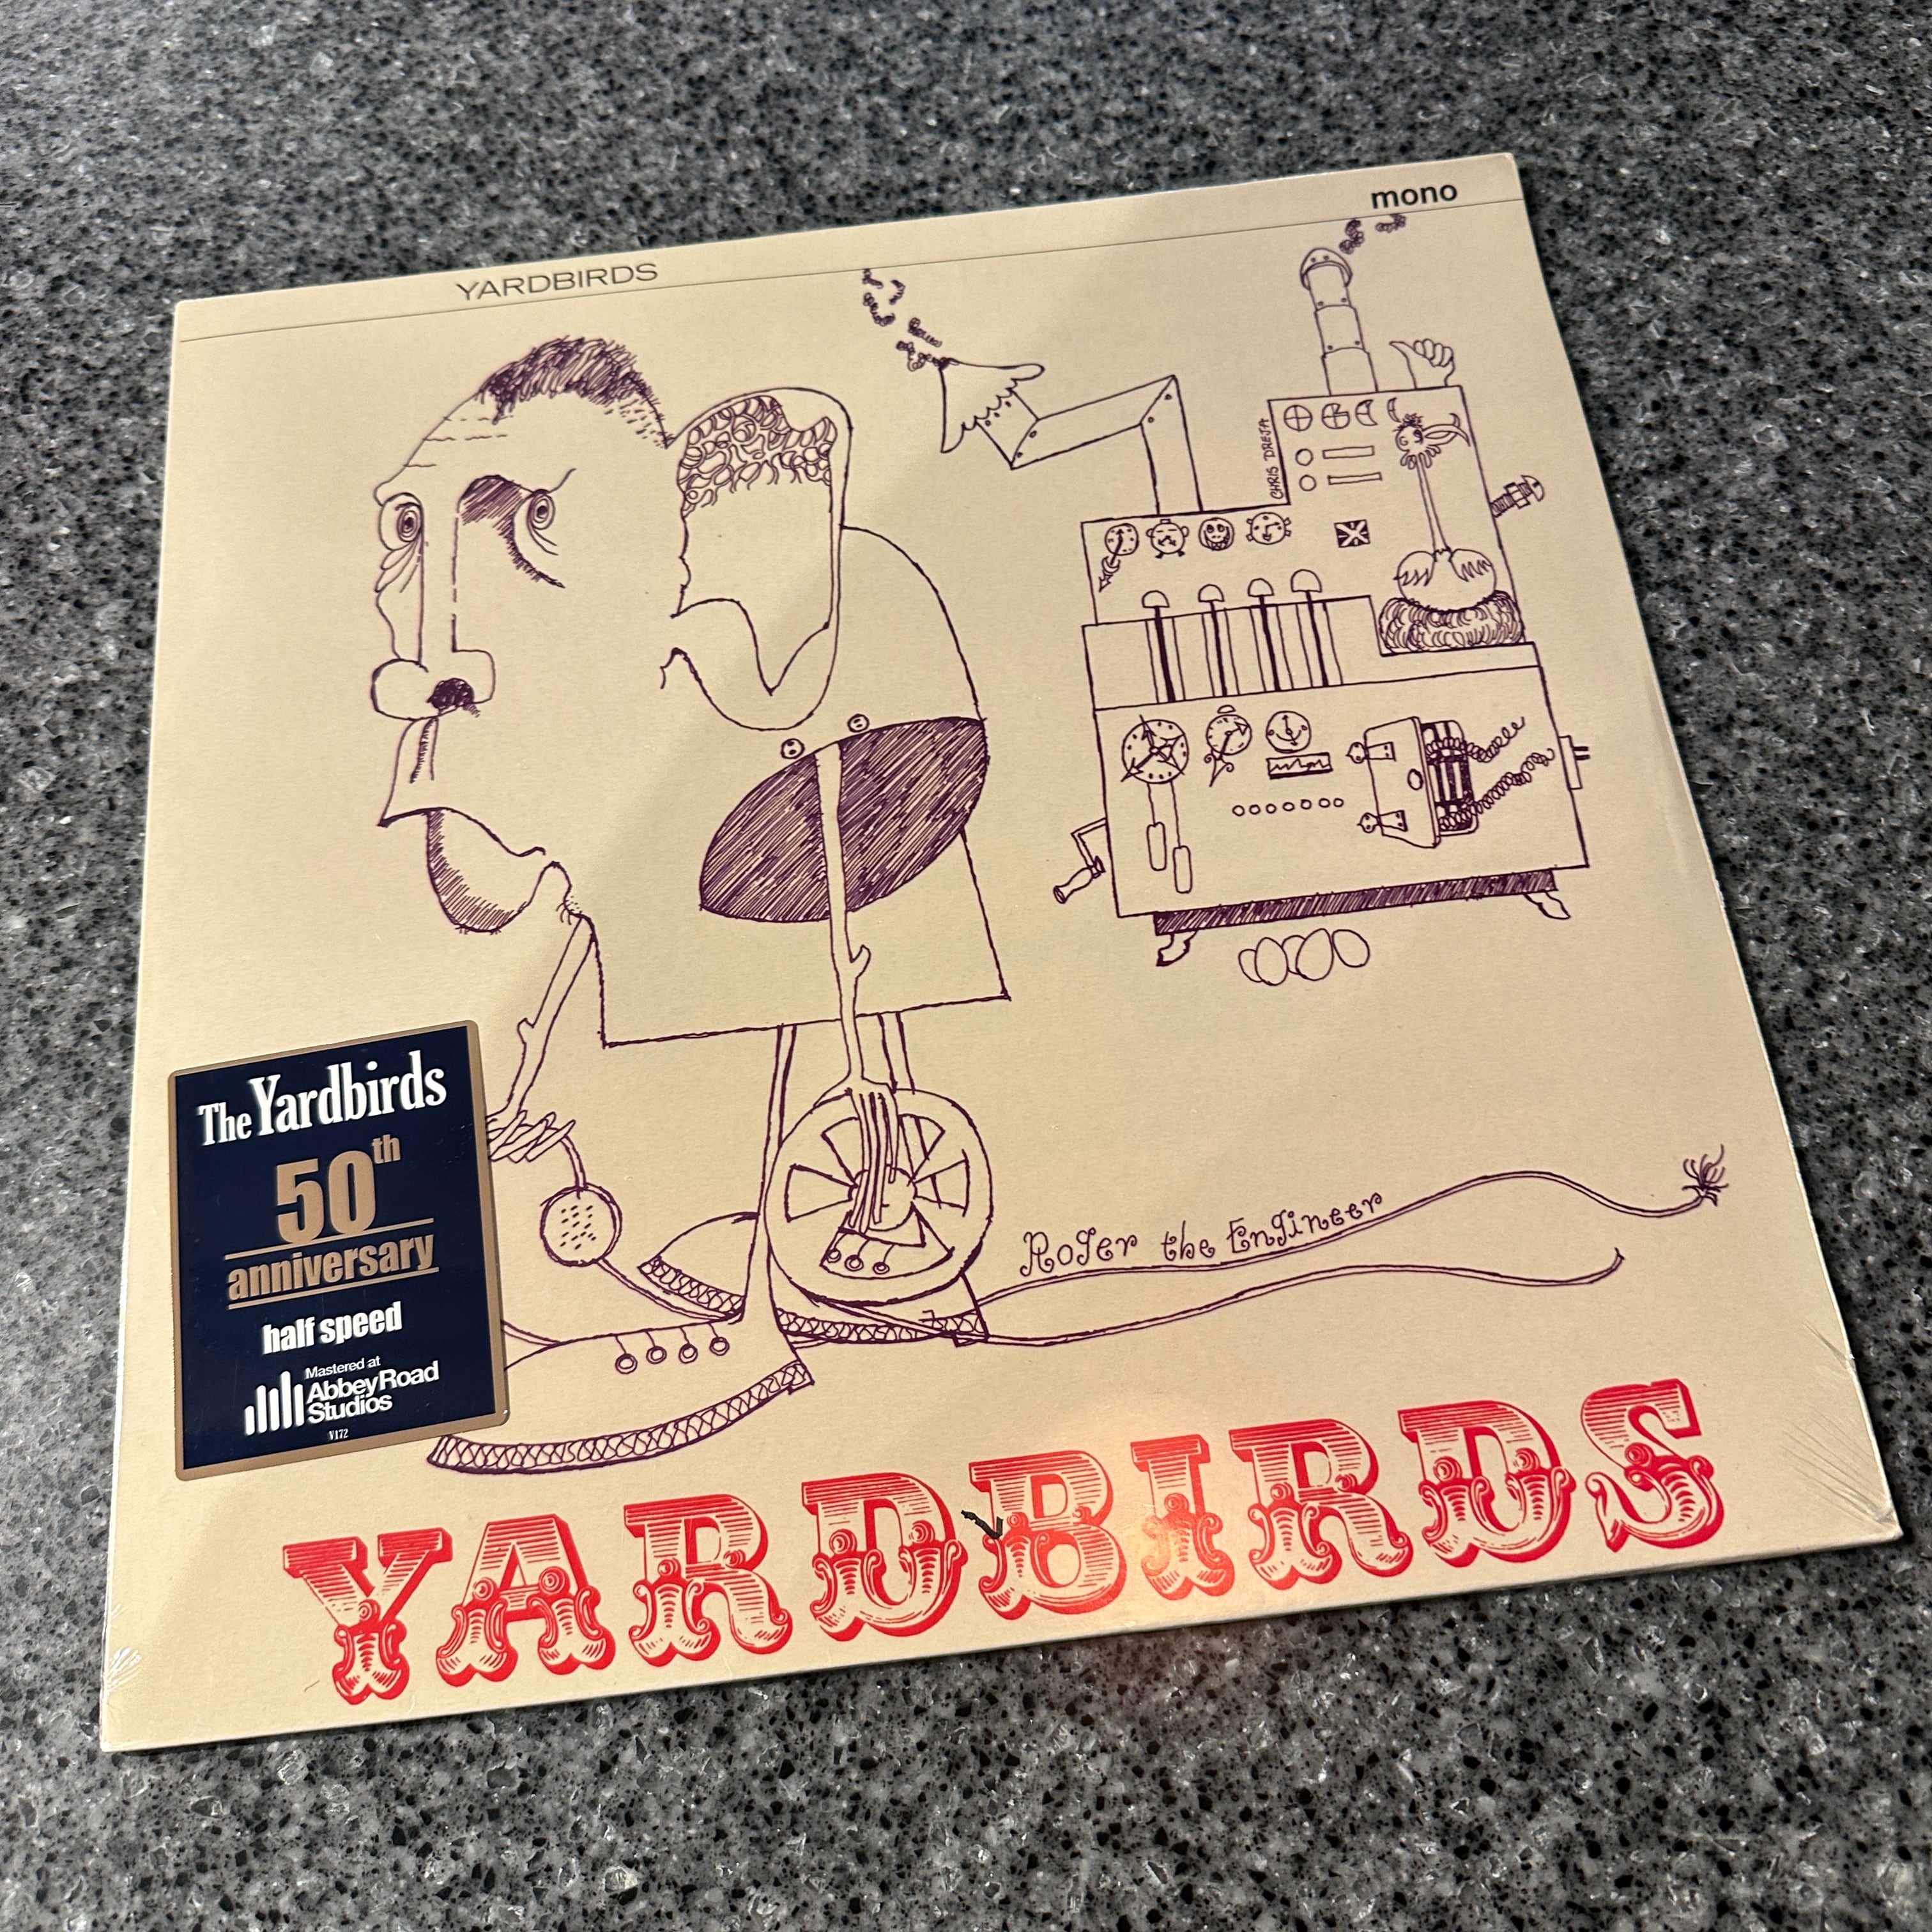 mono
YARDBIRDS
CHRIS DREJA
The Yardbirds
50th
anniversary
half speed
Mastered at
Abbey Road
Studios
V172
Roger the Engineer
YARDBIRDS